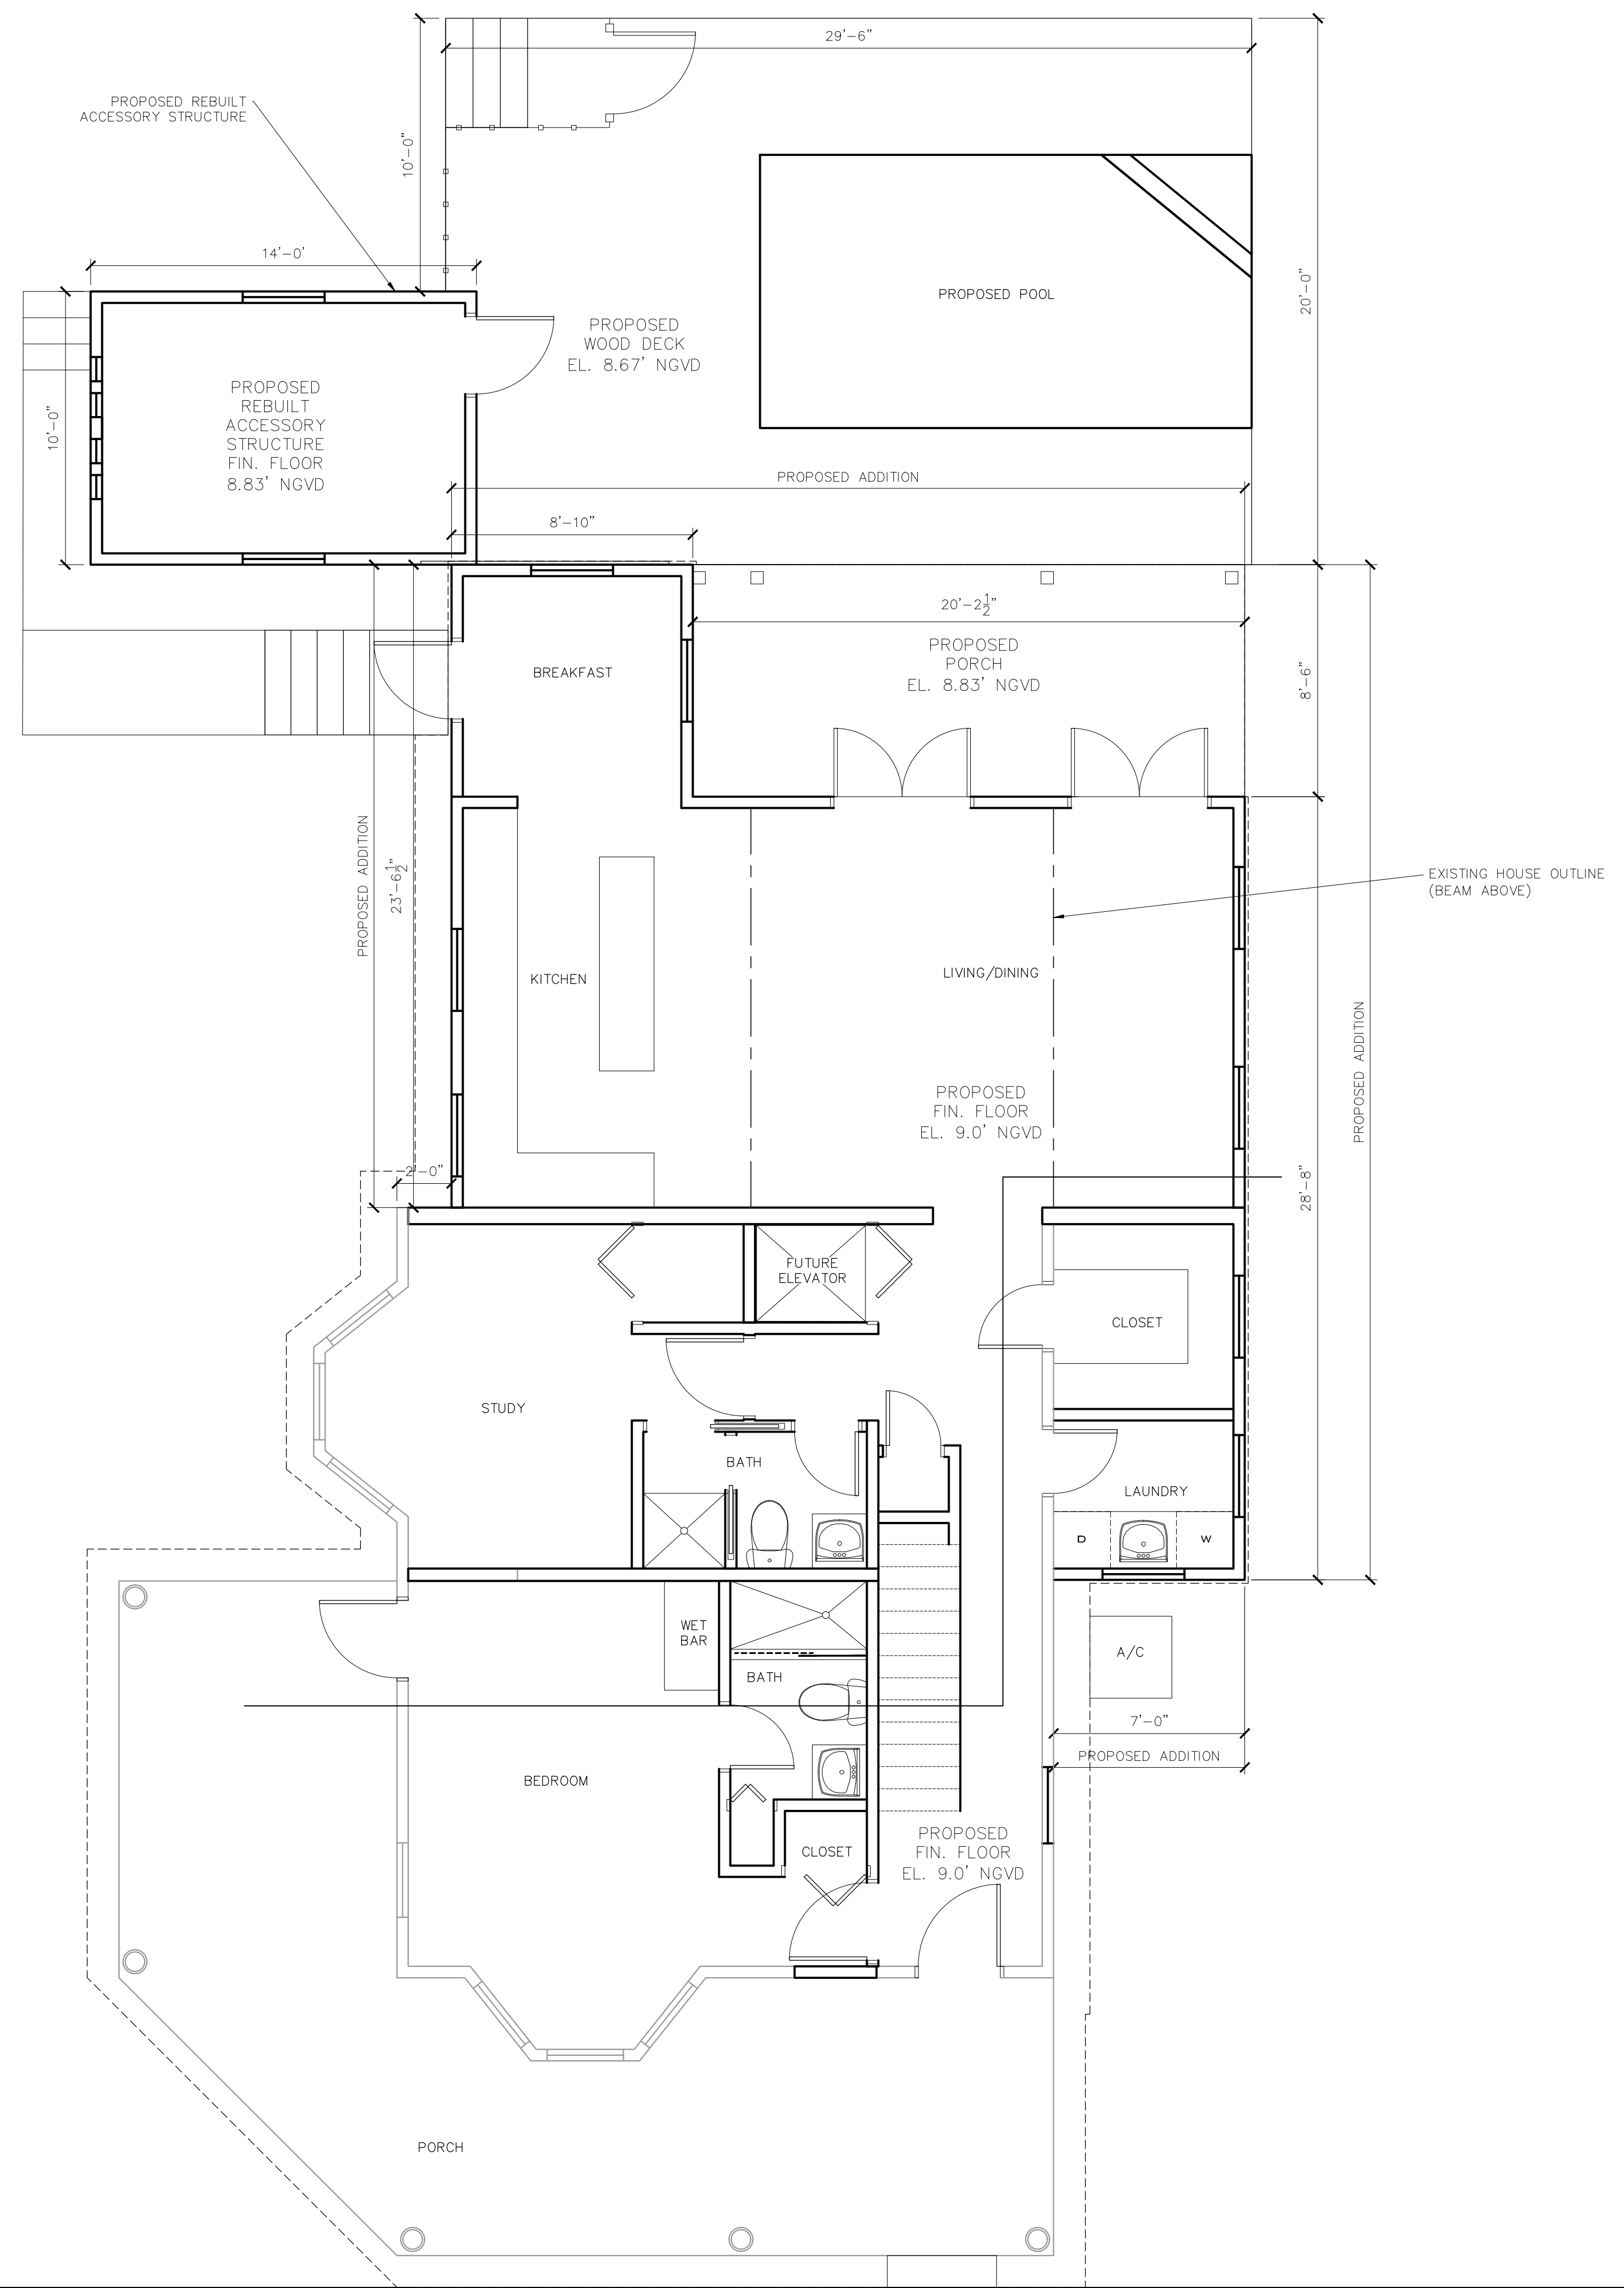 29'-6"
PROPOSED REBUILT
ACCESSORY STRUCTURE
10'-0"
14'-0'
20'-0"
PROPOSED POOL
PROPOSED
WOOD DECK
EL. 8.67' NGVD
10'-0"
PROPOSED
REBUILT
ACCESSORY
STRUCTURE
FIN. FLOOR
8.83' NGVD
PROPOSED ADDITION
8'-10"
20'-2 1/2"
PROPOSED
PORCH
EL. 8.83' NGVD
8'-6"
BREAKFAST
PROPOSED ADDITION
23'-6 1/2"
EXISTING HOUSE OUTLINE
(BEAM ABOVE)
KITCHEN
LIVING/DINING
PROPOSED
FIN. FLOOR
EL. 9.0' NGVD
PROPOSED ADDITION
2'-0"
28'-8"
FUTURE
ELEVATOR
CLOSET
STUDY
BATH
LAUNDRY
D
W
WET
BAR
BATH
A/C
7'-0"
PROPOSED ADDITION
BEDROOM
CLOSET
PROPOSED
FIN. FLOOR
EL. 9.0' NGVD
PORCH